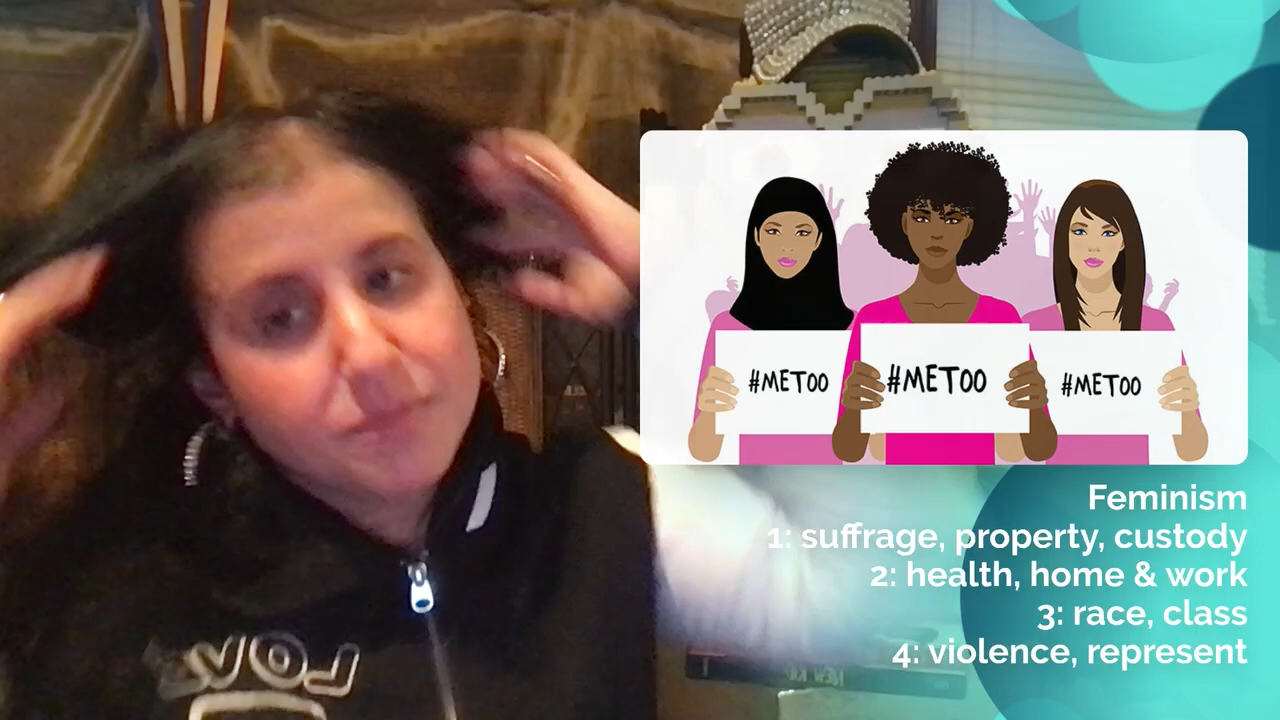 #METOO
#METOO
#METOO
Feminism
1: suffrage, property, custody
2: health, home & work
3: race, class
4: violence, represent